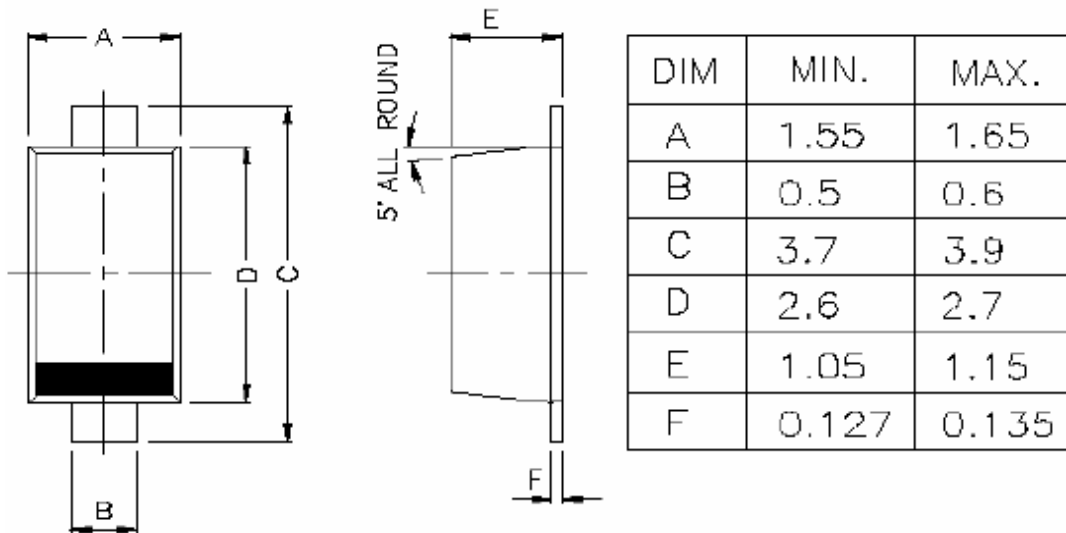 A
E
5° ALL ROUND
D
C
B
F
DIM MIN. MAX.
A 1.55 1.65
B 0.5 0.6
C 3.7 3.9
D 2.6 2.7
E 1.05 1.15
F 0.127 0.135